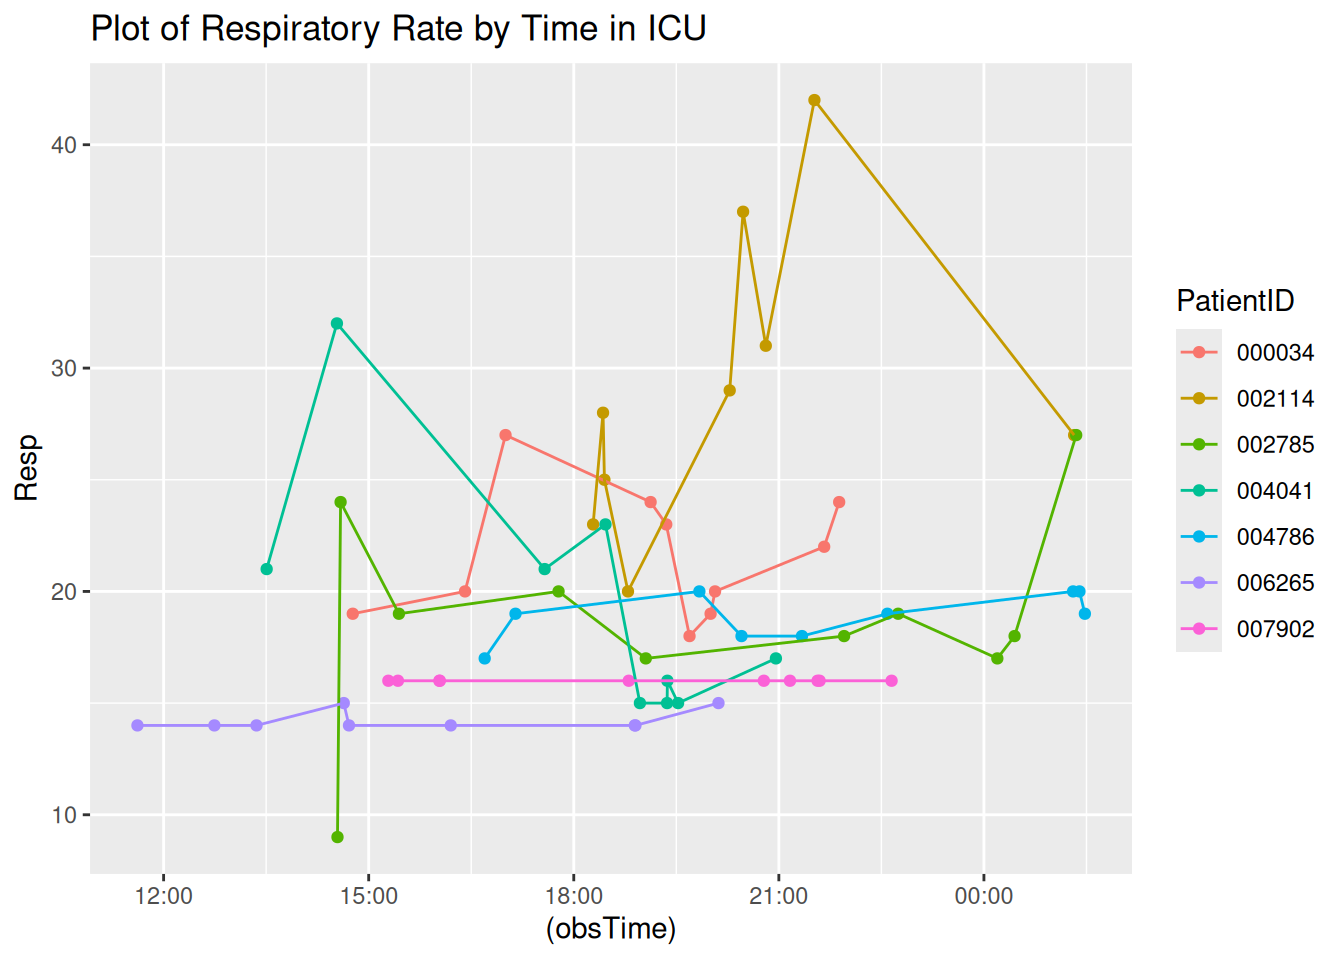 Plot of Respiratory Rate by Time in ICU
Resp
40
30
20
10
12:00 15:00 18:00 21:00 00:00
(obsTime)
PatientID
000034
002114
002785
004041
004786
006265
007902